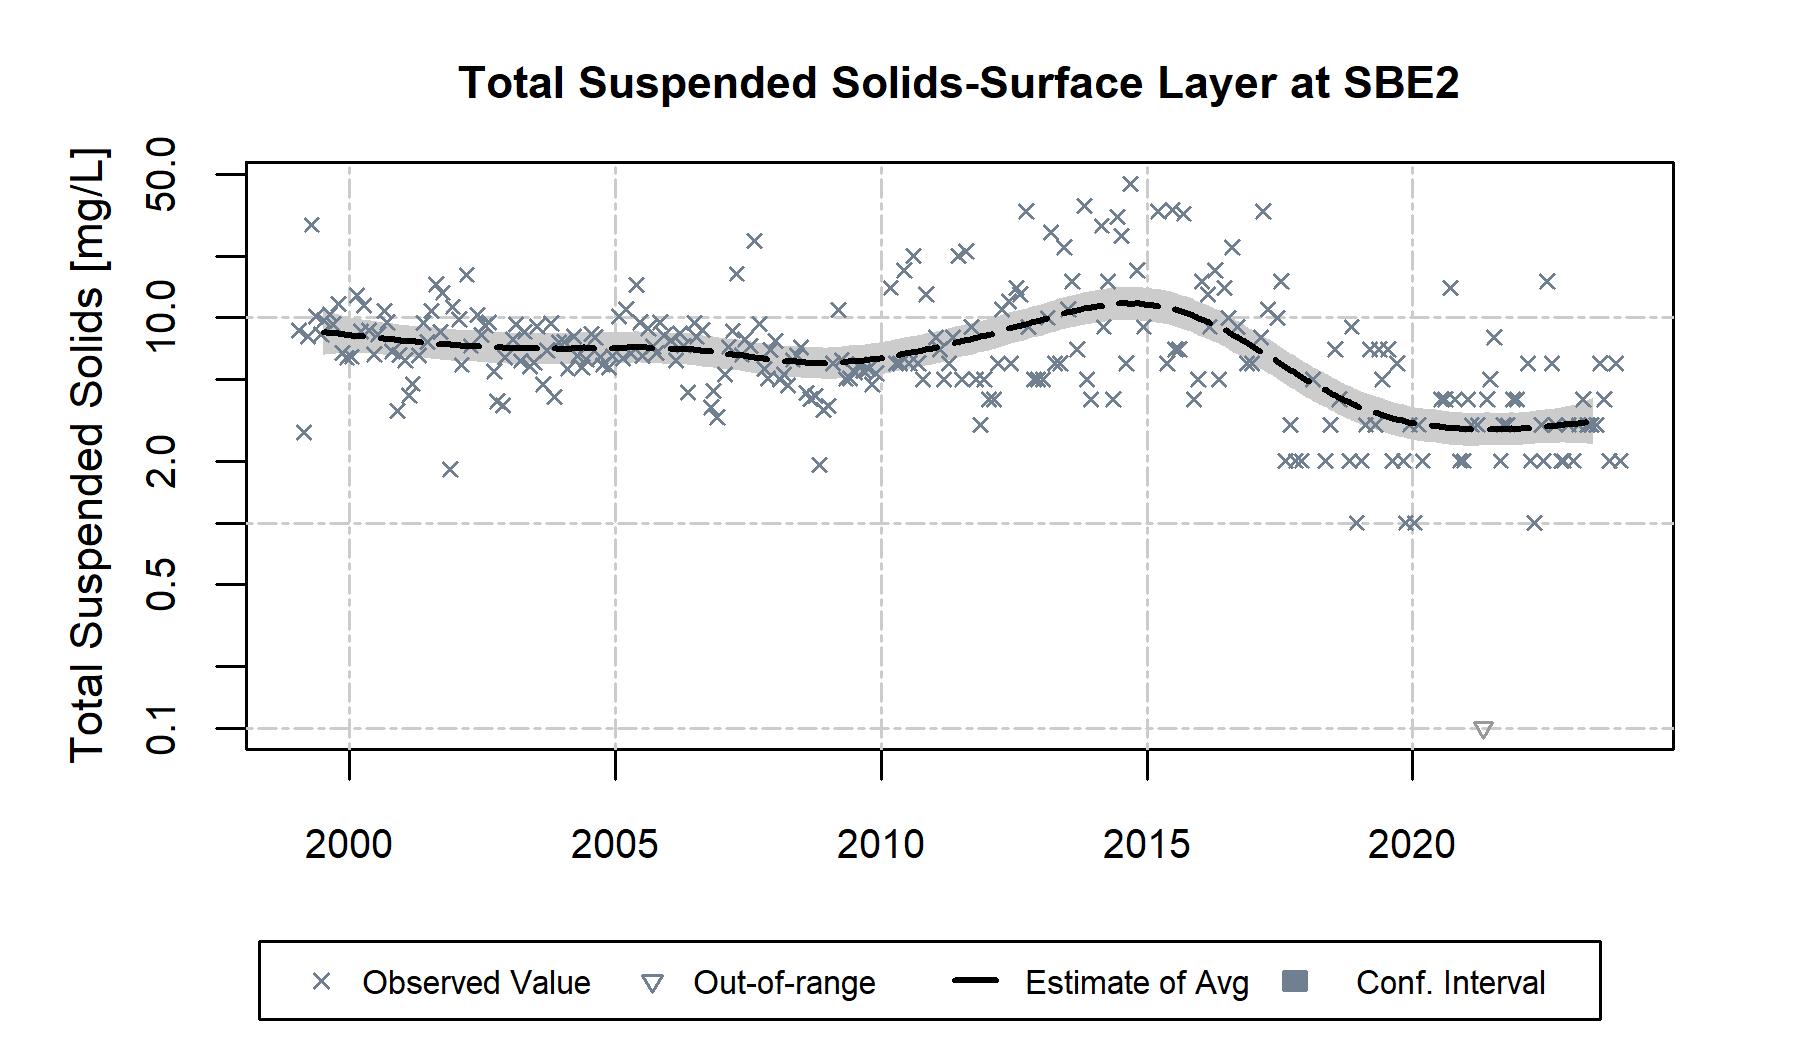 Total Suspended Solids-Surface Layer at SBE2
Total Suspended Solids [mg/L]
50.0
10.0
2.0
0.5
0.1
2000 2005 2010 2015 2020
Observed Value Out-of-range Estimate of Avg Conf. Interval